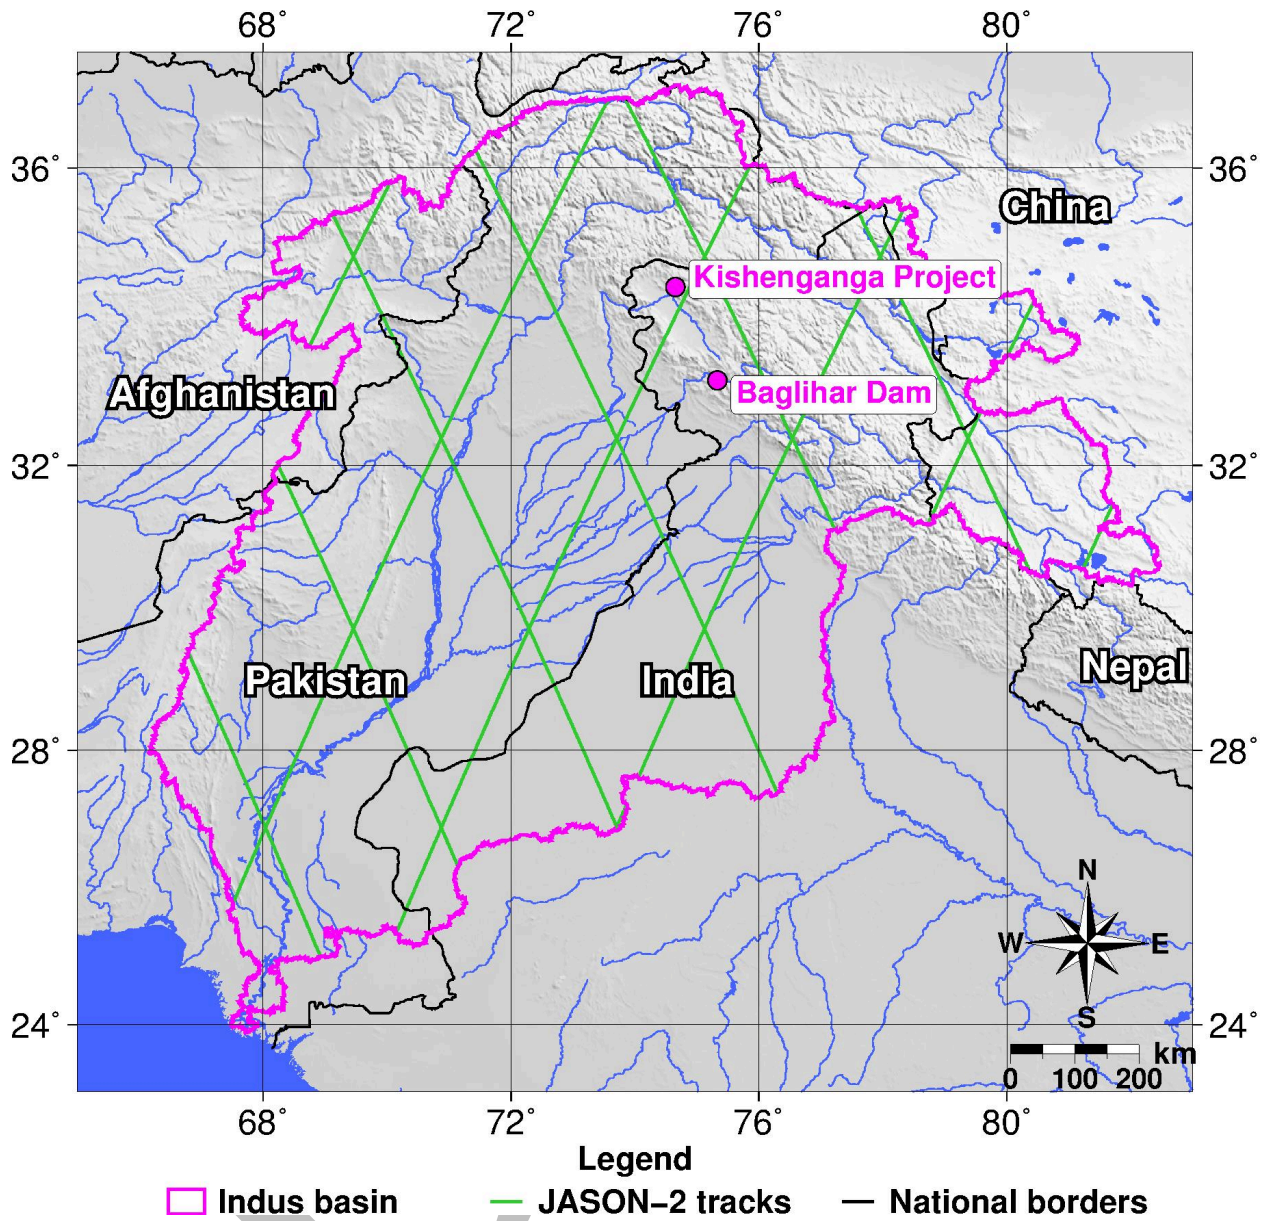 68° 72° 76° 80°
36° 36°
China
Kishenganga Project
Afghanistan
Baglihar Dam
32° 32°
Pakistan India Nepal
28° 28°
N
W E
S
24° 24°
km
0 100 200
68° 72° 76° 80°
Legend
Indus basin JASON-2 tracks National borders